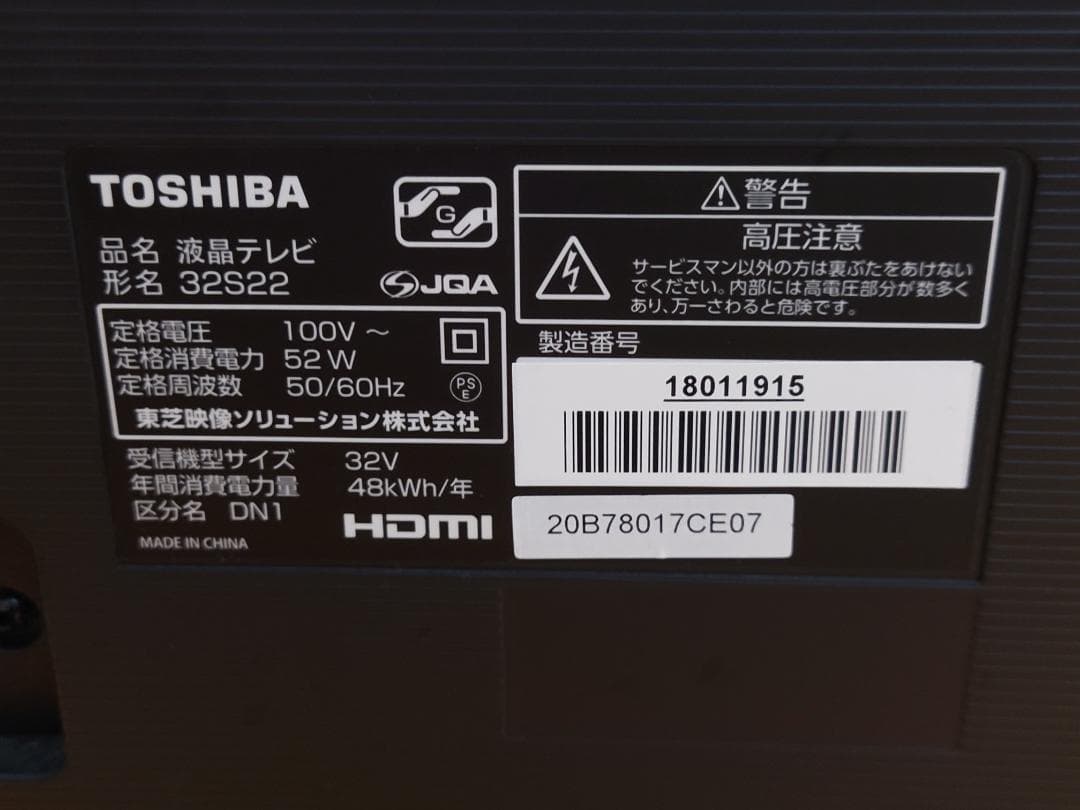 TOSHIBA
品名 液晶テレビ
形名 32S22
G
JQA
定格電圧 100V ～
定格消費電力 52W
定格周波数 50/60Hz
PS
E
東芝映像ソリューション株式会社
受信機型サイズ 32V
年間消費電力量 48kWh/年
区分名 DN1
HDMI
MADE IN CHINA
警告
高圧注意
サービスマン以外の方は裏ぶたをあけない
でください。内部には高電圧部分が数多く
あり、万一さわると危険です。
製造番号
18011915
20B78017CE07